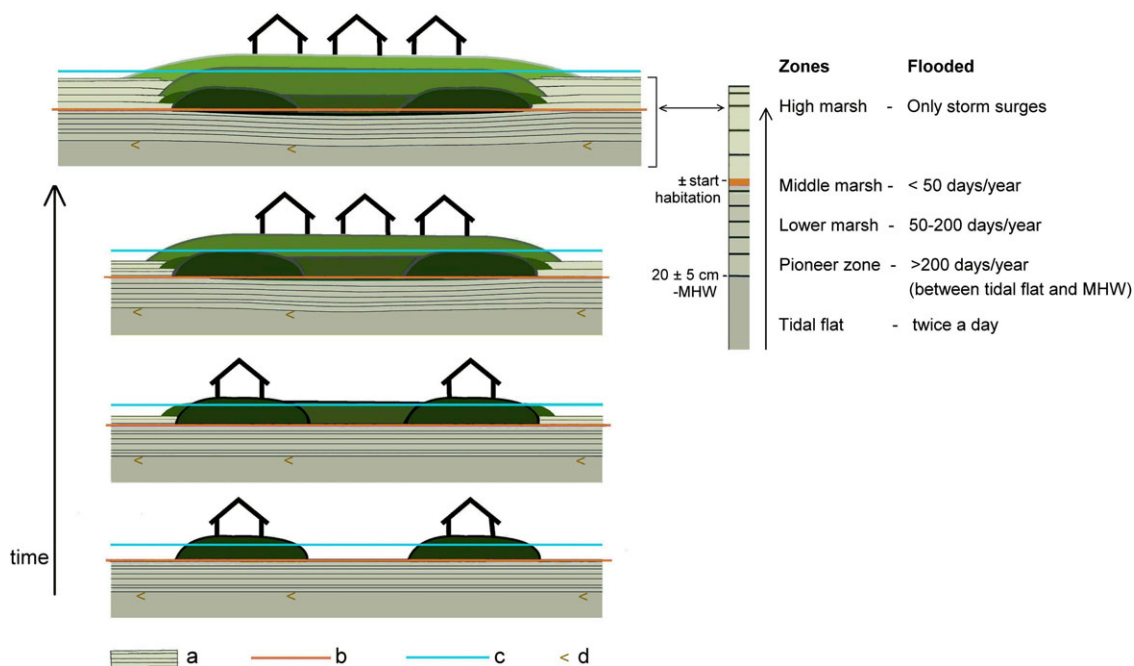 Zones Flooded
High marsh - Only storm surges
± start
habitation
Middle marsh - < 50 days/year
Lower marsh - 50-200 days/year
Pioneer zone - >200 days/year
(between tidal flat and MHW)
20 ± 5 cm
-MHW
Tidal flat - twice a day
< < <
< < <
< < <
< < <
time
a b c < d